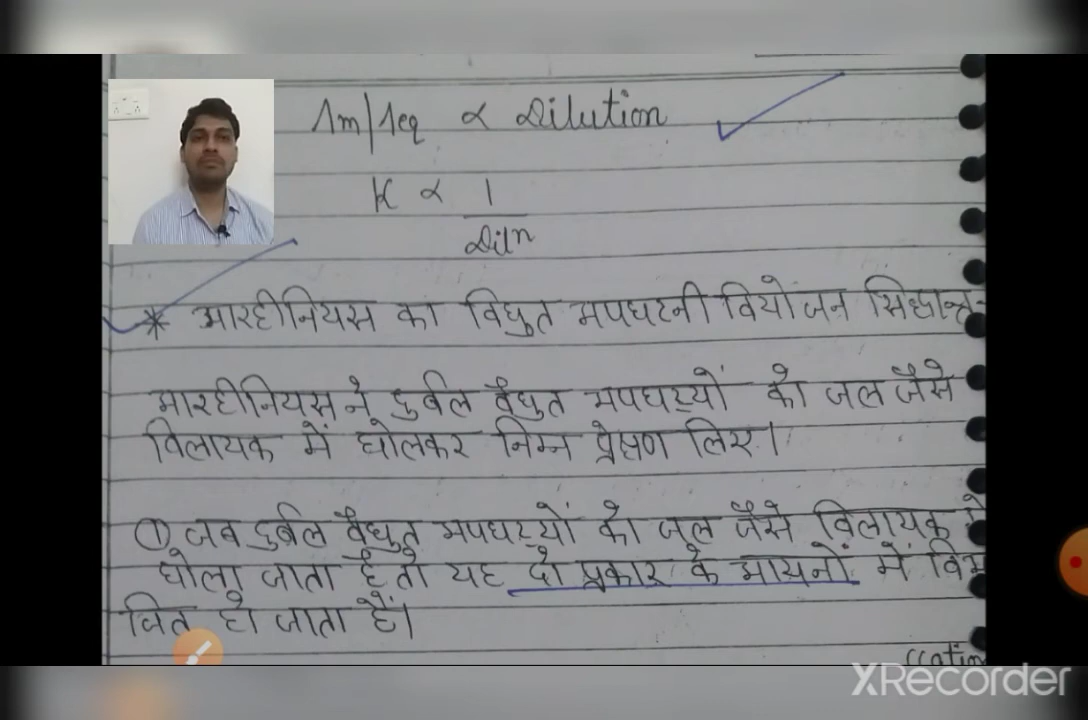 Λm/Λeq ∝ Dilution
K ∝ 1
Diln
* आरहीनियस का विधुत अपघटनी वियोजन सिद्धान्त-
आरहीनियस ने दुर्बल वैधुत अपघट्यों को जल जैसे
विलायक में घोलकर निम्न प्रेक्षण लिए।
① जब दुर्बल वैधुत अपघट्यों को जल जैसे विलायक में
घोला जाता है तो यह दो प्रकार के आयनों में विभ
जित हो जाता हैं।
XRecorder